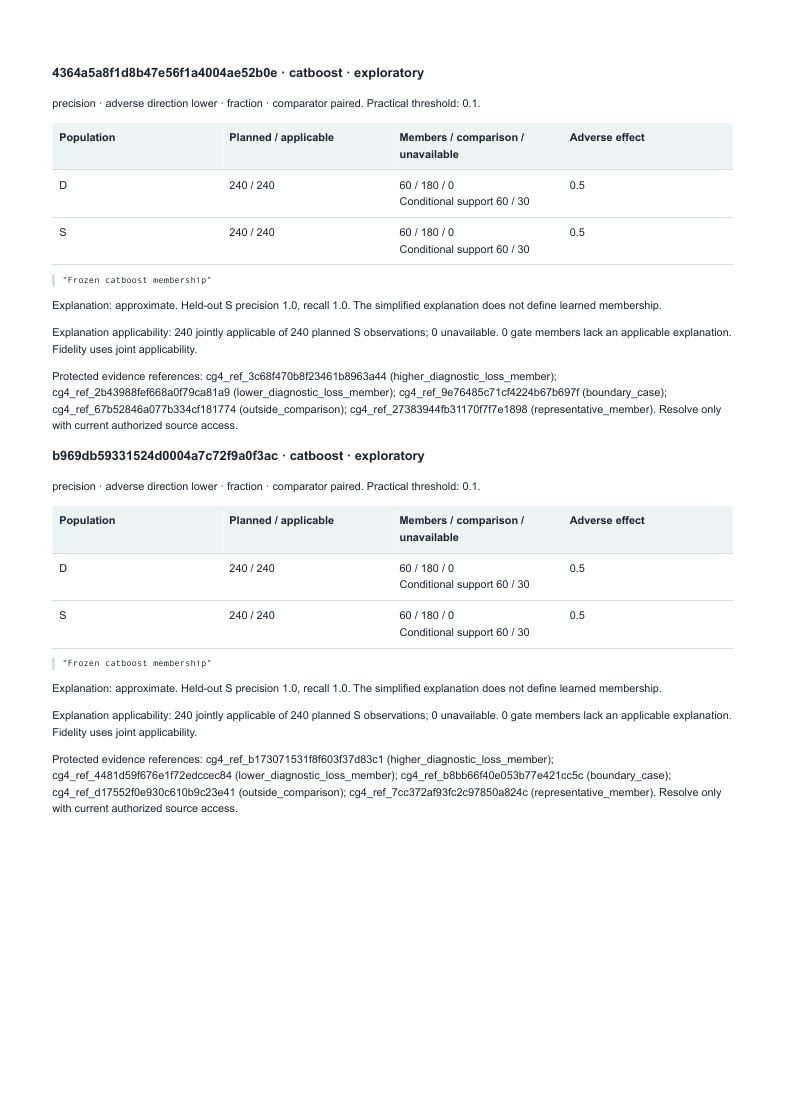 4364a5a8f1d8b47e56f1a4004ae52b0e · catboost · exploratory
precision · adverse direction lower · fraction · comparator paired. Practical threshold: 0.1.
Population Planned / applicable Members / comparison / unavailable Adverse effect
D 240 / 240 60 / 180 / 0 0.5
Conditional support 60 / 30
S 240 / 240 60 / 180 / 0 0.5
Conditional support 60 / 30
"Frozen catboost membership"
Explanation: approximate. Held-out S precision 1.0, recall 1.0. The simplified explanation does not define learned membership.
Explanation applicability: 240 jointly applicable of 240 planned S observations; 0 unavailable. 0 gate members lack an applicable explanation.
Fidelity uses joint applicability.
Protected evidence references: cg4_ref_3c68f470b8f23461b8963a44 (higher_diagnostic_loss_member);
cg4_ref_2b43988fef668a0f79ca81a9 (lower_diagnostic_loss_member); cg4_ref_9e76485c71cf4224b67b697f (boundary_case);
cg4_ref_67b52846a077b334cf181774 (outside_comparison); cg4_ref_27383944fb31170f7f7e1898 (representative_member). Resolve only
with current authorized source access.
b969db59331524d0004a7c72f9a0f3ac · catboost · exploratory
precision · adverse direction lower · fraction · comparator paired. Practical threshold: 0.1.
Population Planned / applicable Members / comparison / unavailable Adverse effect
D 240 / 240 60 / 180 / 0 0.5
Conditional support 60 / 30
S 240 / 240 60 / 180 / 0 0.5
Conditional support 60 / 30
"Frozen catboost membership"
Explanation: approximate. Held-out S precision 1.0, recall 1.0. The simplified explanation does not define learned membership.
Explanation applicability: 240 jointly applicable of 240 planned S observations; 0 unavailable. 0 gate members lack an applicable explanation.
Fidelity uses joint applicability.
Protected evidence references: cg4_ref_b173071531f8f603f37d83c1 (higher_diagnostic_loss_member);
cg4_ref_4481d59f676e1f72edccec84 (lower_diagnostic_loss_member); cg4_ref_b8bb66f40e053b77e421cc5c (boundary_case);
cg4_ref_d17552f0e930c610b9c23e41 (outside_comparison); cg4_ref_7cc372af93fc2c97850a824c (representative_member). Resolve only
with current authorized source access.